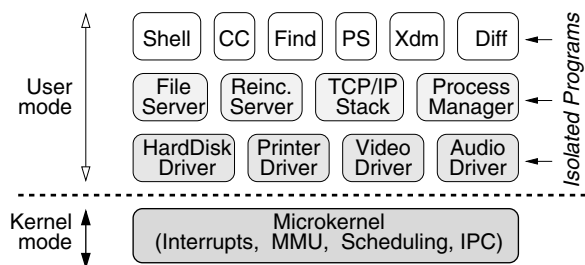 Shell CC Find PS Xdm Diff
User
mode
File
Server
Reinc.
Server
TCP/IP
Stack
Process
Manager
HardDisk
Driver
Printer
Driver
Video
Driver
Audio
Driver
Isolated Programs
Kernel
mode
Microkernel
(Interrupts, MMU, Scheduling, IPC)